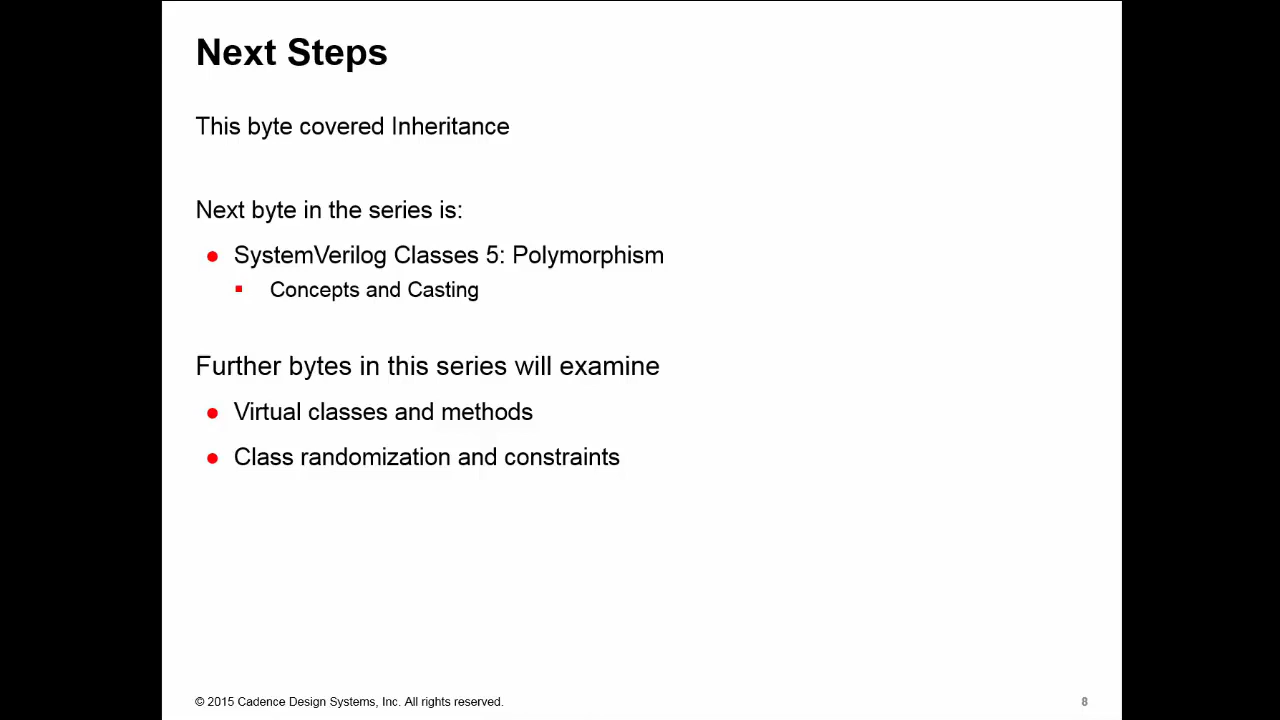 Next Steps
This byte covered Inheritance
Next byte in the series is:
SystemVerilog Classes 5: Polymorphism
Concepts and Casting
Further bytes in this series will examine
Virtual classes and methods
Class randomization and constraints
© 2015 Cadence Design Systems, Inc. All rights reserved.
8